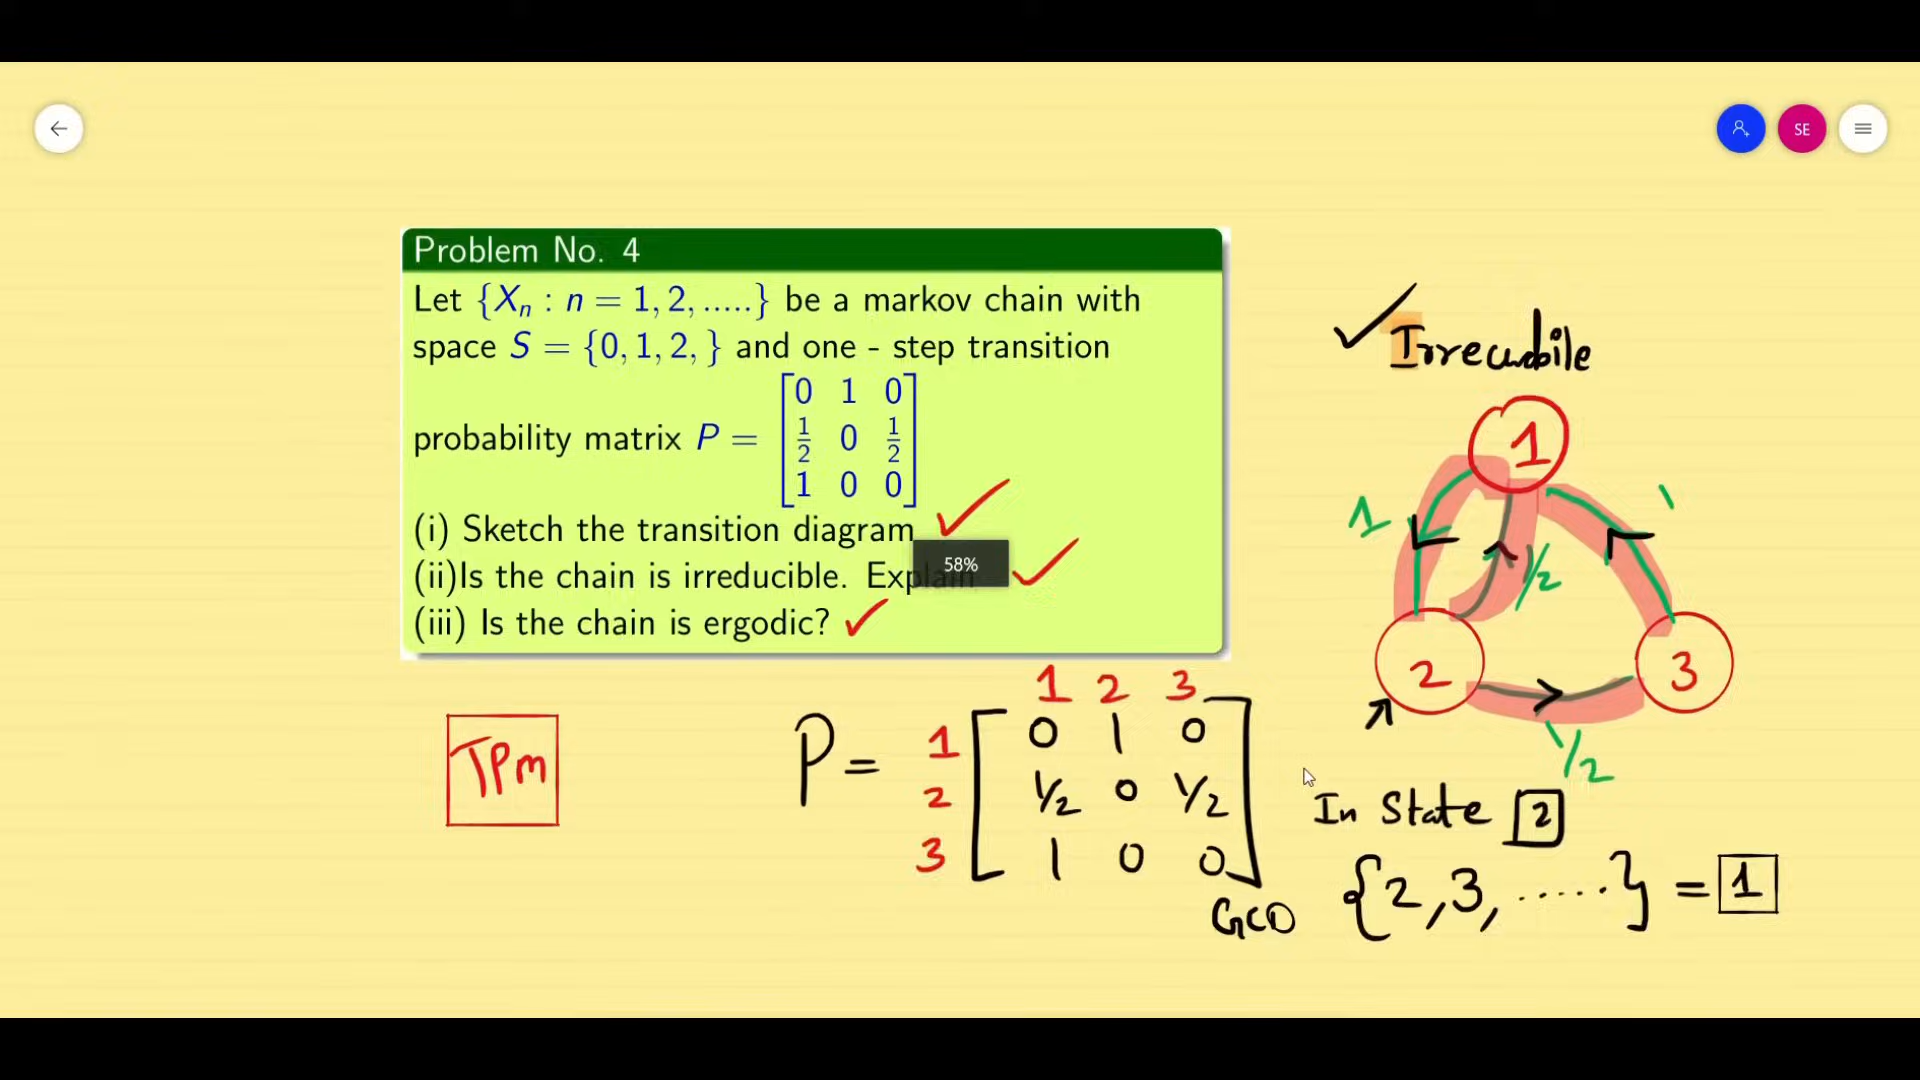 SE
Problem No. 4
Let {Xn : n = 1, 2, .....} be a markov chain with
space S = {0, 1, 2, } and one - step transition
probability matrix P =
0 1 0
1/2 0 1/2
1 0 0
(i) Sketch the transition diagram
(ii)Is the chain is irreducible. Explain
58%
(iii) Is the chain is ergodic?
TPm
P =
1 2 3
1 0 1 0
2 1/2 0 1/2
3 1 0 0
Irrecudbile
1
1 1/2 1
2 3
1/2
In State 2
GCD {2, 3, ......} = 1